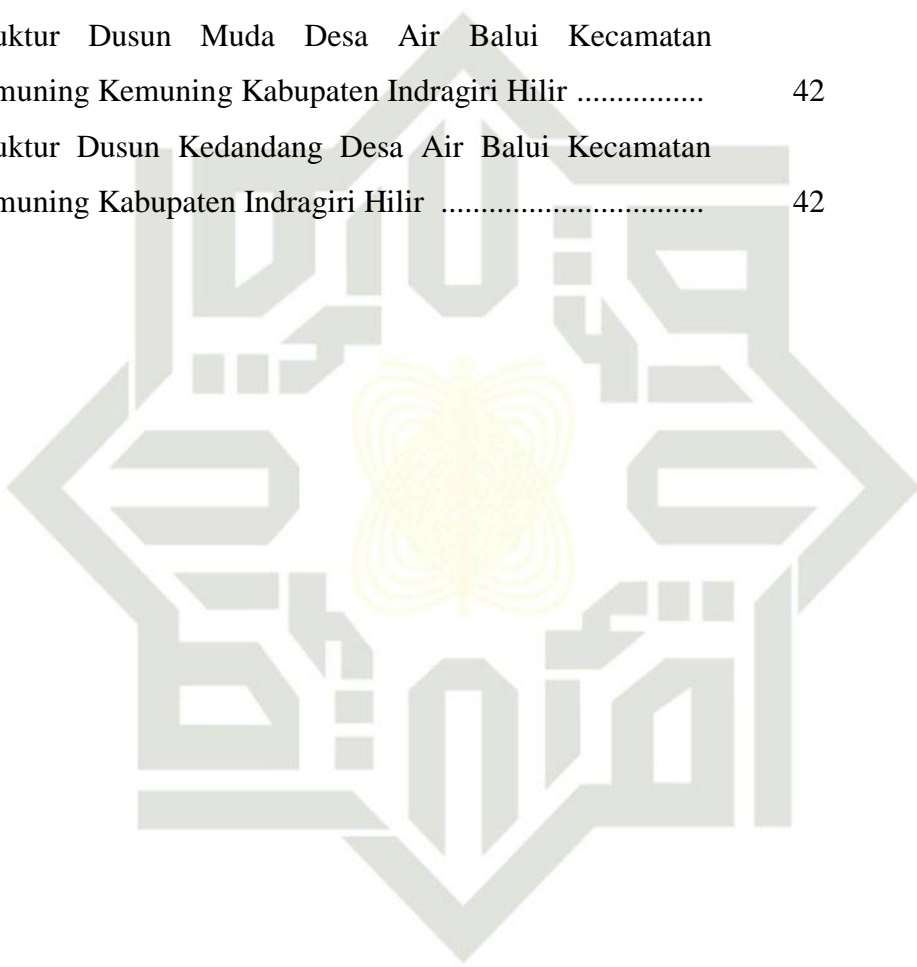 uktur Dusun Muda Desa Air Balui Kecamatan
muning Kemuning Kabupaten Indragiri Hilir ................ 42
uktur Dusun Kedandang Desa Air Balui Kecamatan
muning Kabupaten Indragiri Hilir ................................. 42